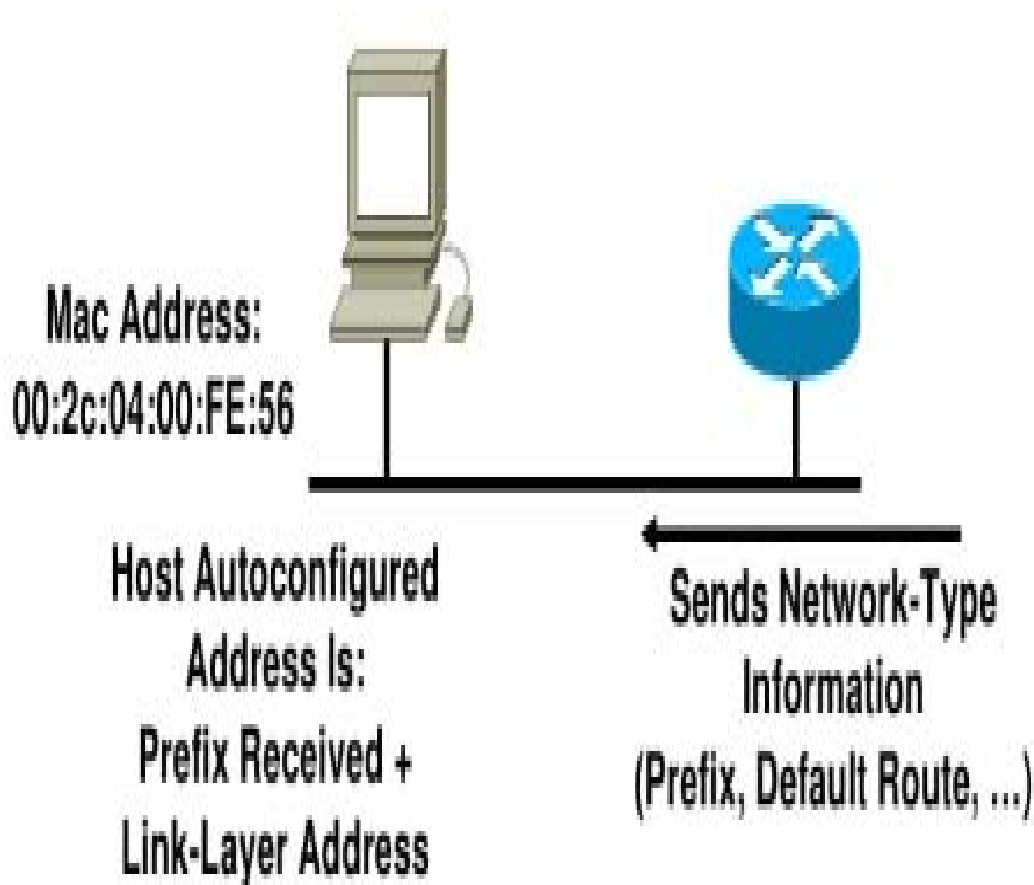 Mac Address:
00:2c:04:00:FE:56
Host Autoconfigured
Address Is:
Prefix Received +
Link-Layer Address
Sends Network-Type
Information
(Prefix, Default Route, ...)